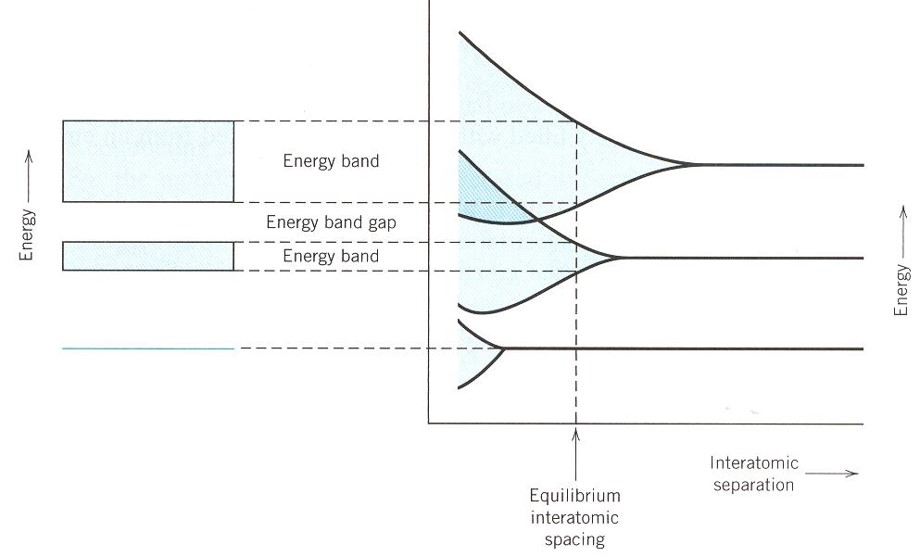 Energy band
Energy band gap
Energy band
Energy
Energy
Interatomic
separation
Equilibrium
interatomic
spacing